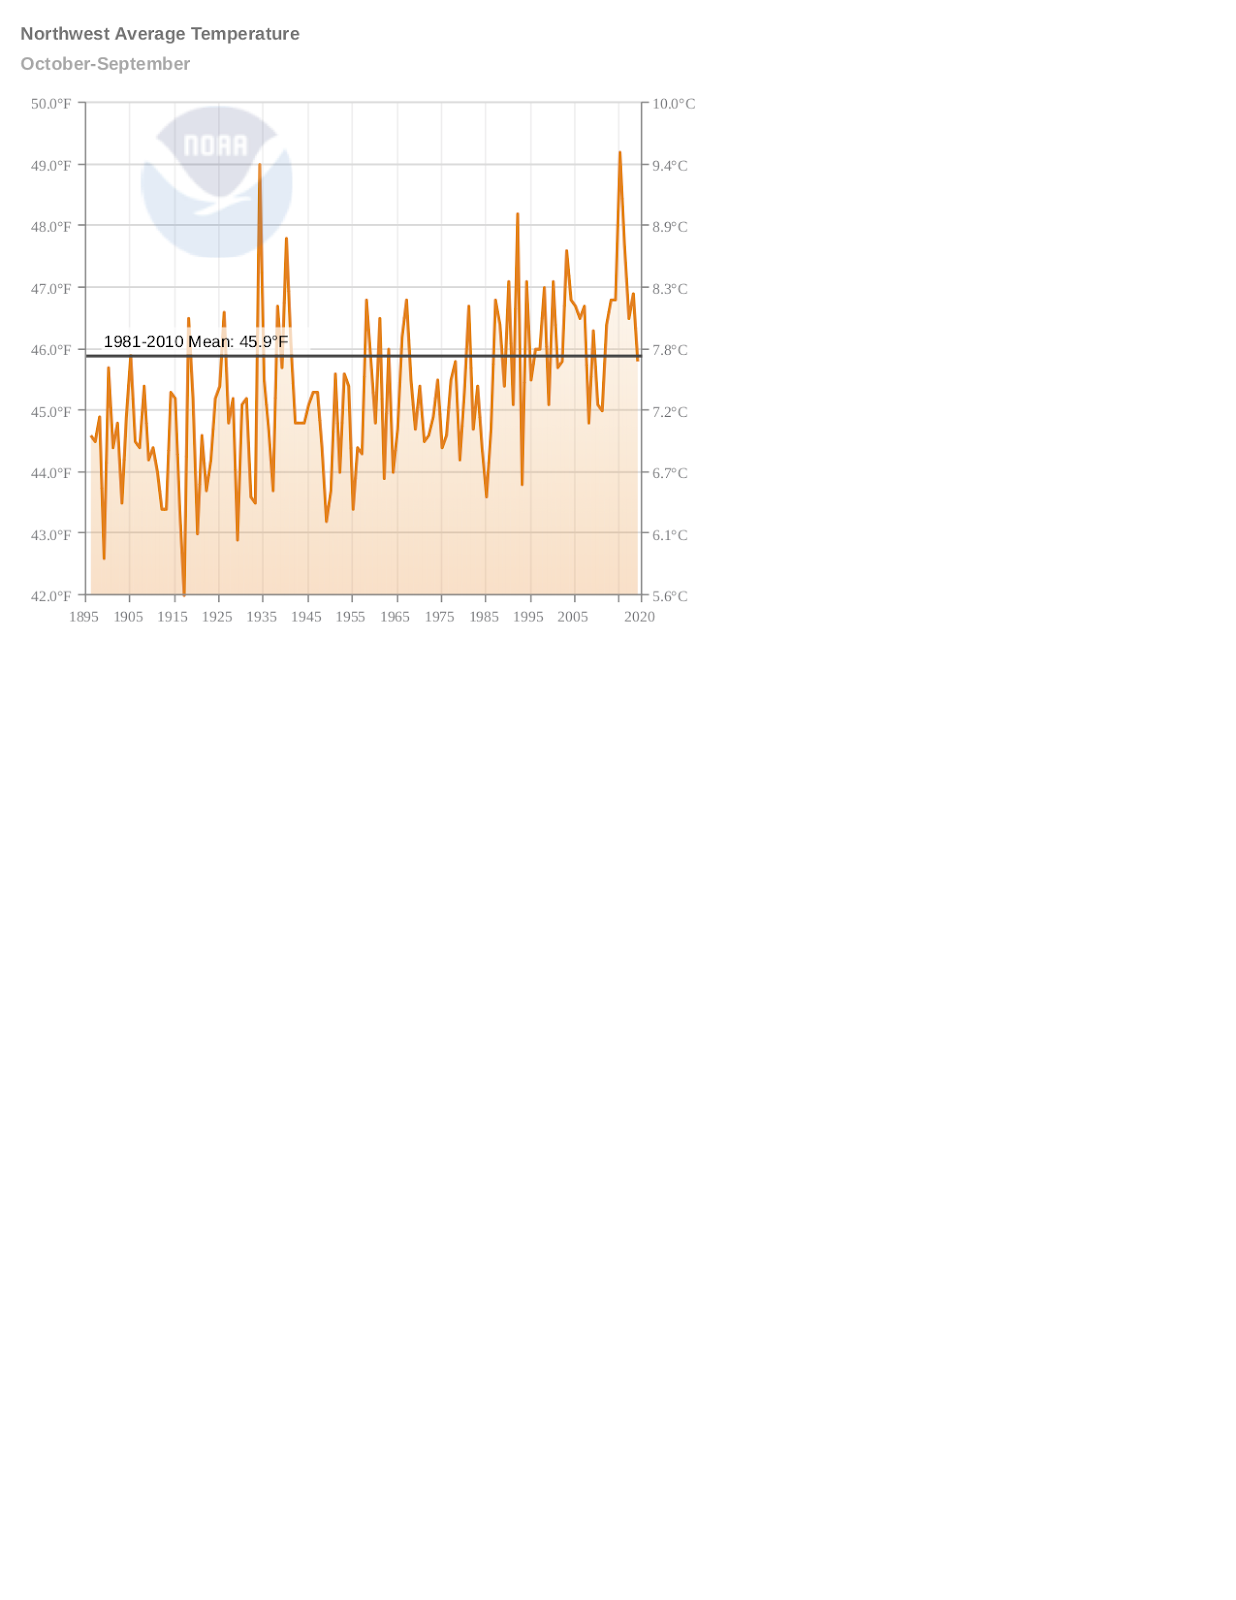 Northwest Average Temperature
October-September
50.0°F 10.0°C
NOAA
49.0°F 9.4°C
48.0°F 8.9°C
47.0°F 8.3°C
1981-2010 Mean: 45.9°F
46.0°F 7.8°C
45.0°F 7.2°C
44.0°F 6.7°C
43.0°F 6.1°C
42.0°F 5.6°C
1895 1905 1915 1925 1935 1945 1955 1965 1975 1985 1995 2005 2020